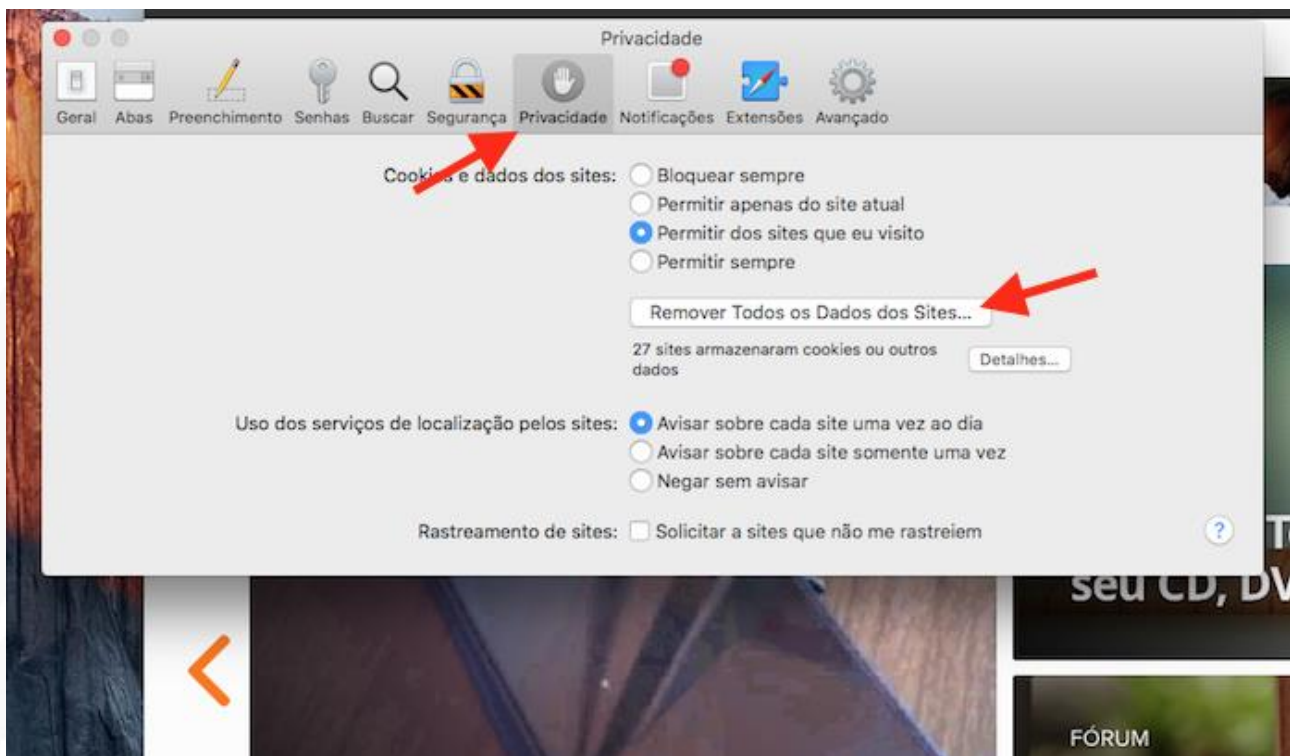 Privacidade
Geral Abas Preenchimento Senhas Buscar Segurança Privacidade Notificações Extensões Avançado
Cookies e dados dos sites: Bloquear sempre
Permitir apenas do site atual
Permitir dos sites que eu visito
Permitir sempre
Remover Todos os Dados dos Sites...
27 sites armazenaram cookies ou outros
dados
Detalhes...
Uso dos serviços de localização pelos sites: Avisar sobre cada site uma vez ao dia
Avisar sobre cada site somente uma vez
Negar sem avisar
Rastreamento de sites: Solicitar a sites que não me rastreiem
?
seu CD, DV
FÓRUM